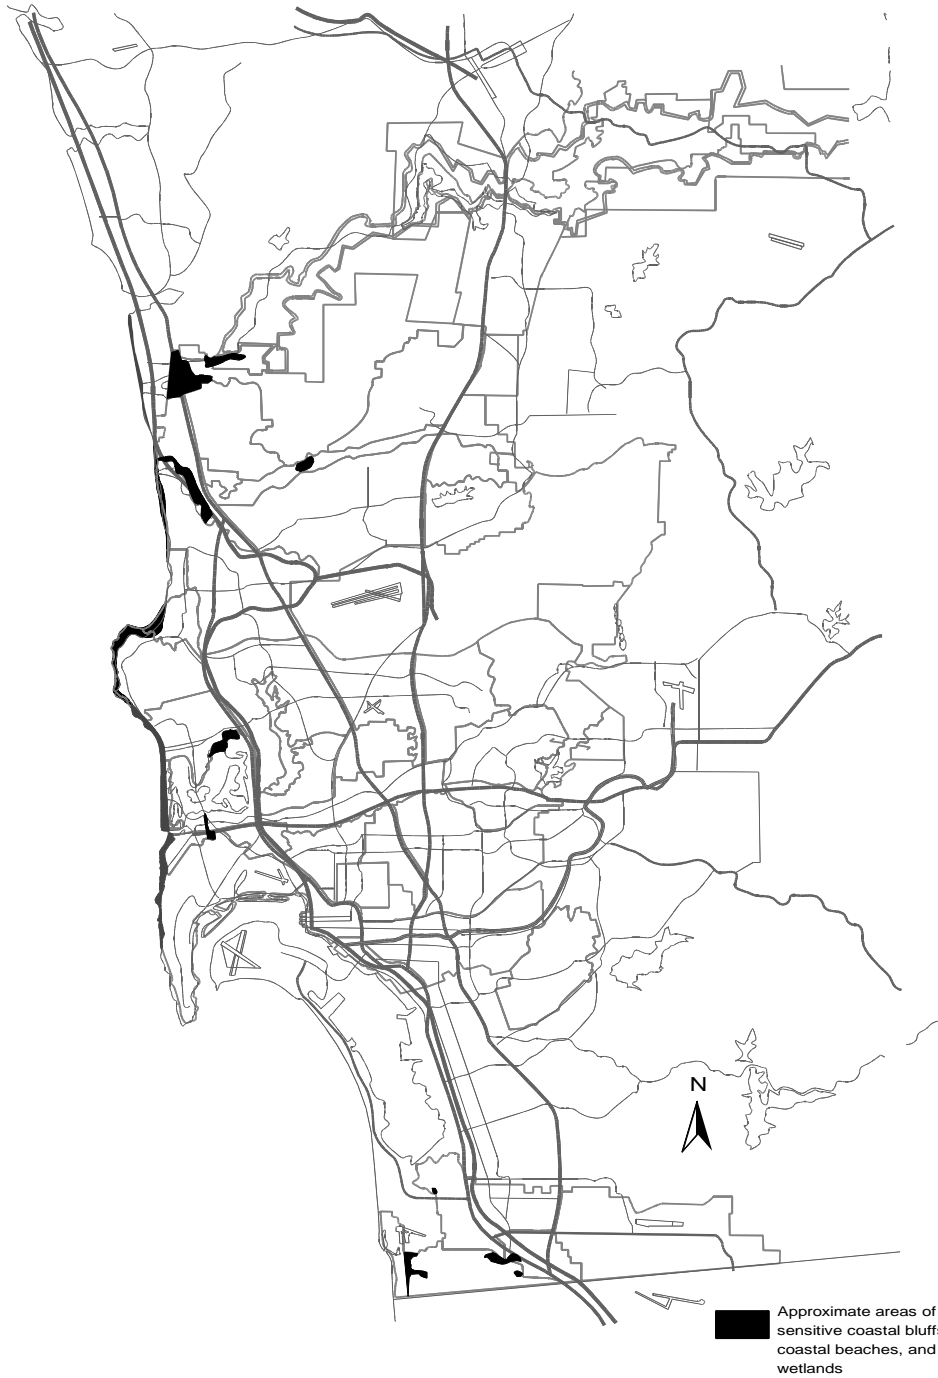 N
Approximate areas of
sensitive coastal bluff
coastal beaches, and
wetlands